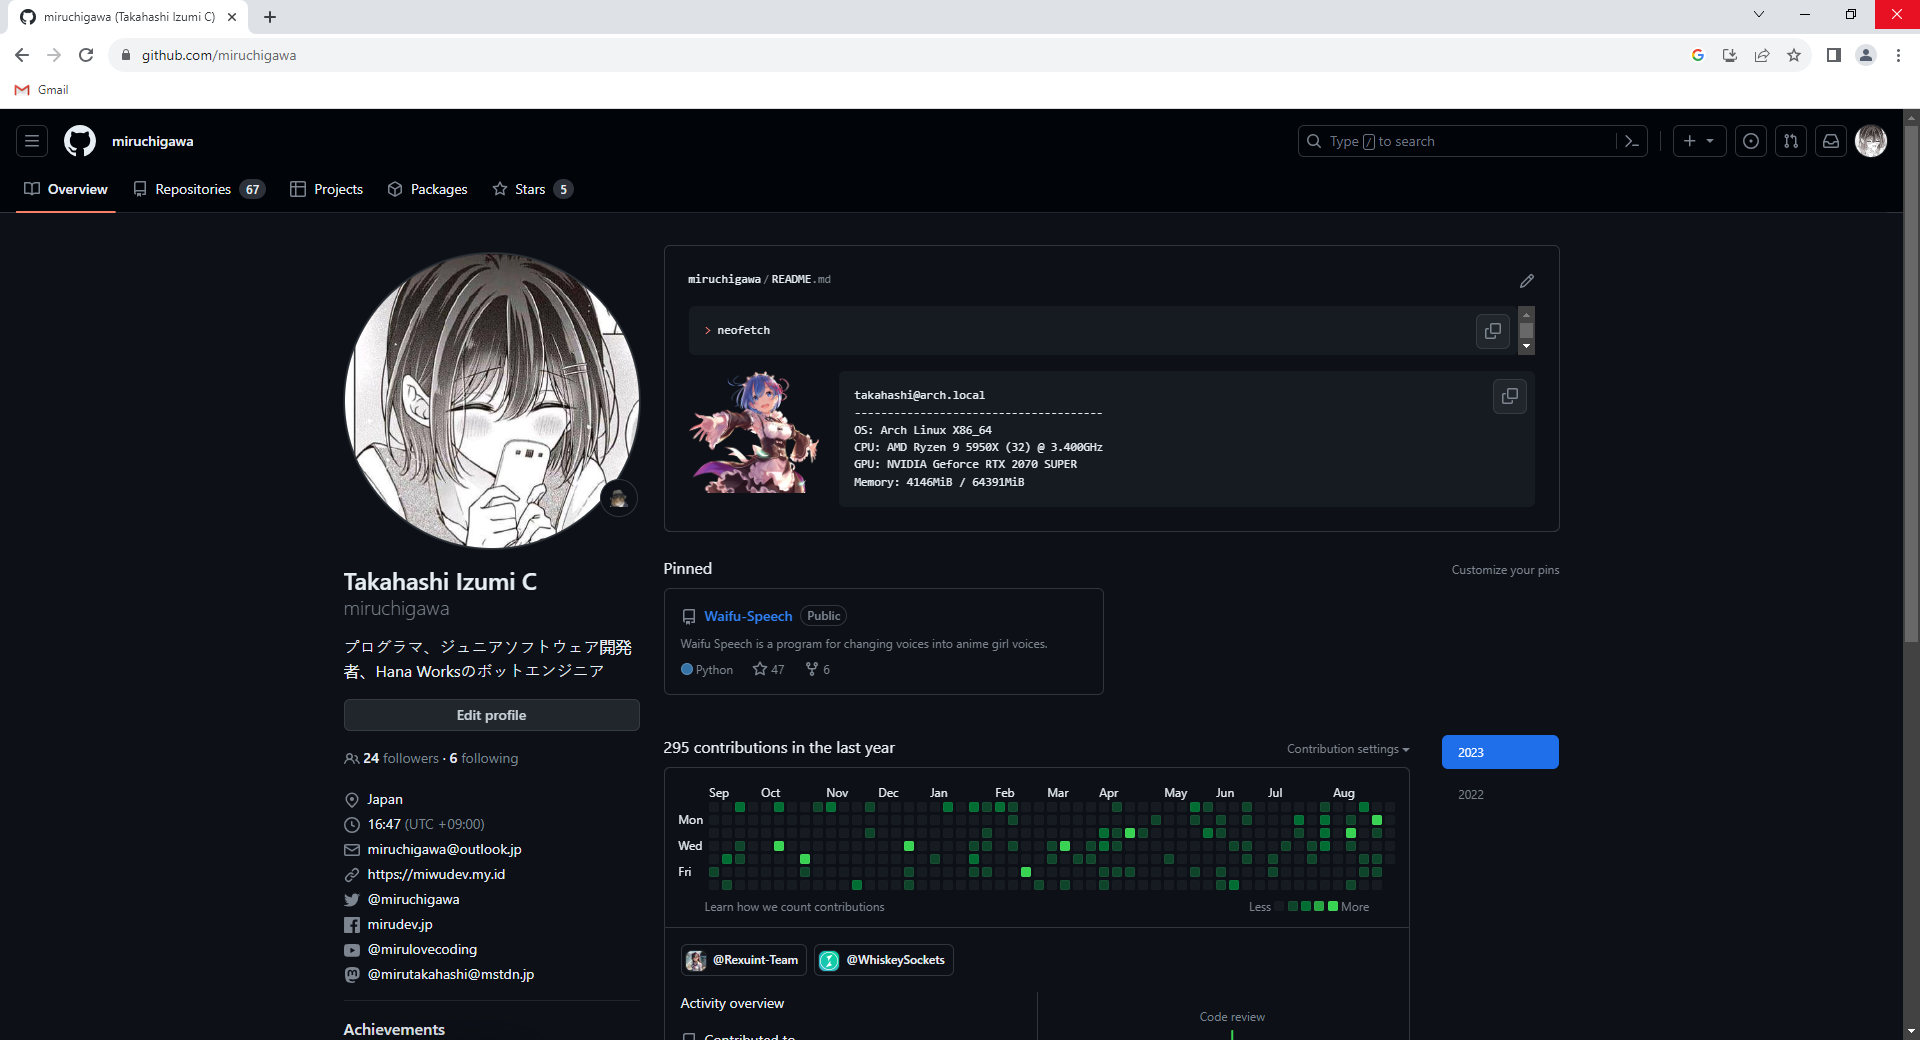 miruchigawa (Takahashi Izumi C)
github.com/miruchigawa
Gmail
miruchigawa
Type / to search
Overview
Repositories 67
Projects
Packages
Stars 5
miruchigawa/README.md
> neofetch
takahashi@arch.local
--------------------------------------
OS: Arch Linux X86_64
CPU: AMD Ryzen 9 5950X (32) @ 3.400GHz
GPU: NVIDIA Geforce RTX 2070 SUPER
Memory: 4146MiB / 64391MiB
Takahashi Izumi C
miruchigawa
プログラマ、ジュニアソフトウェア開発
者、Hana Worksのボットエンジニア
Edit profile
24 followers · 6 following
Japan
16:47 (UTC +09:00)
miruchigawa@outlook.jp
https://miwudev.my.id
@miruchigawa
mirudev.jp
@mirulovecoding
@mirutakahashi@mstdn.jp
Achievements
Pinned
Customize your pins
Waifu-Speech Public
Waifu Speech is a program for changing voices into anime girl voices.
Python 47 6
295 contributions in the last year
Contribution settings
2023
2022
Sep Oct Nov Dec Jan Feb Mar Apr May Jun Jul Aug
Mon
Wed
Fri
Learn how we count contributions
Less More
@Rexuint-Team
@WhiskeySockets
Activity overview
Code review
Contributed to